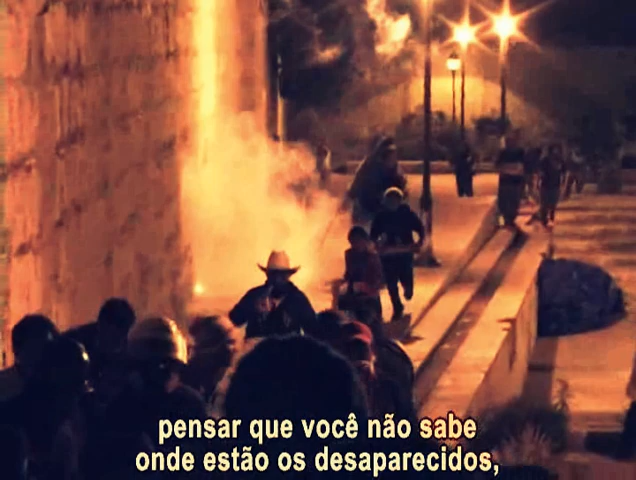 pensar que você não sabe
onde estão os desaparecidos,